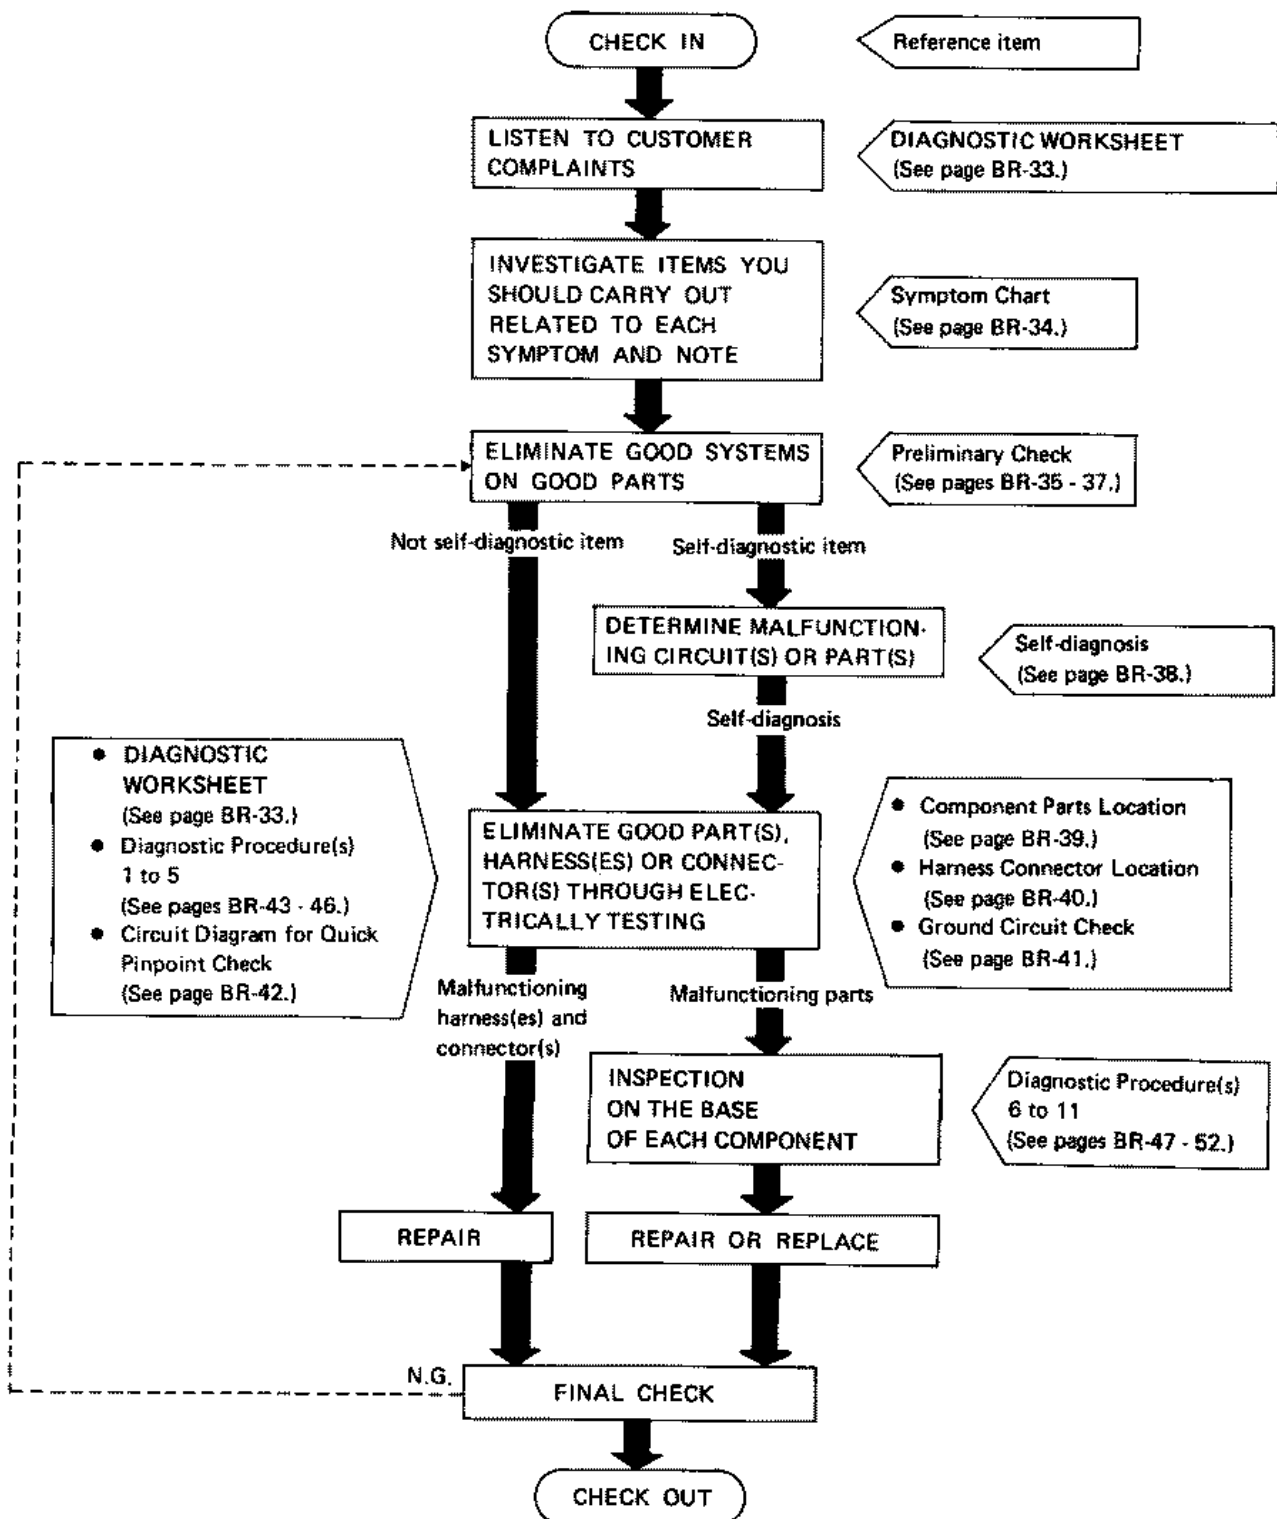 CHECK IN
Reference item
LISTEN TO CUSTOMER
COMPLAINTS
DIAGNOSTIC WORKSHEET
(See page BR-33.)
INVESTIGATE ITEMS YOU
SHOULD CARRY OUT
RELATED TO EACH
SYMPTOM AND NOTE
Symptom Chart
(See page BR-34.)
ELIMINATE GOOD SYSTEMS
ON GOOD PARTS
Preliminary Check
(See pages BR-35 - 37.)
Not self-diagnostic item
Self-diagnostic item
DETERMINE MALFUNCTION-
ING CIRCUIT(S) OR PART(S)
Self-diagnosis
(See page BR-38.)
Self-diagnosis
● DIAGNOSTIC
WORKSHEET
(See page BR-33.)
● Diagnostic Procedure(s)
1 to 5
(See pages BR-43 - 46.)
● Circuit Diagram for Quick
Pinpoint Check
(See page BR-42.)
ELIMINATE GOOD PART(S),
HARNESS(ES) OR CONNEC-
TOR(S) THROUGH ELEC-
TRICALLY TESTING
● Component Parts Location
(See page BR-39.)
● Harness Connector Location
(See page BR-40.)
● Ground Circuit Check
(See page BR-41.)
Malfunctioning
harness(es) and
connector(s)
Malfunctioning parts
INSPECTION
ON THE BASE
OF EACH COMPONENT
Diagnostic Procedure(s)
6 to 11
(See pages BR-47 - 52.)
REPAIR
REPAIR OR REPLACE
N.G.
FINAL CHECK
CHECK OUT